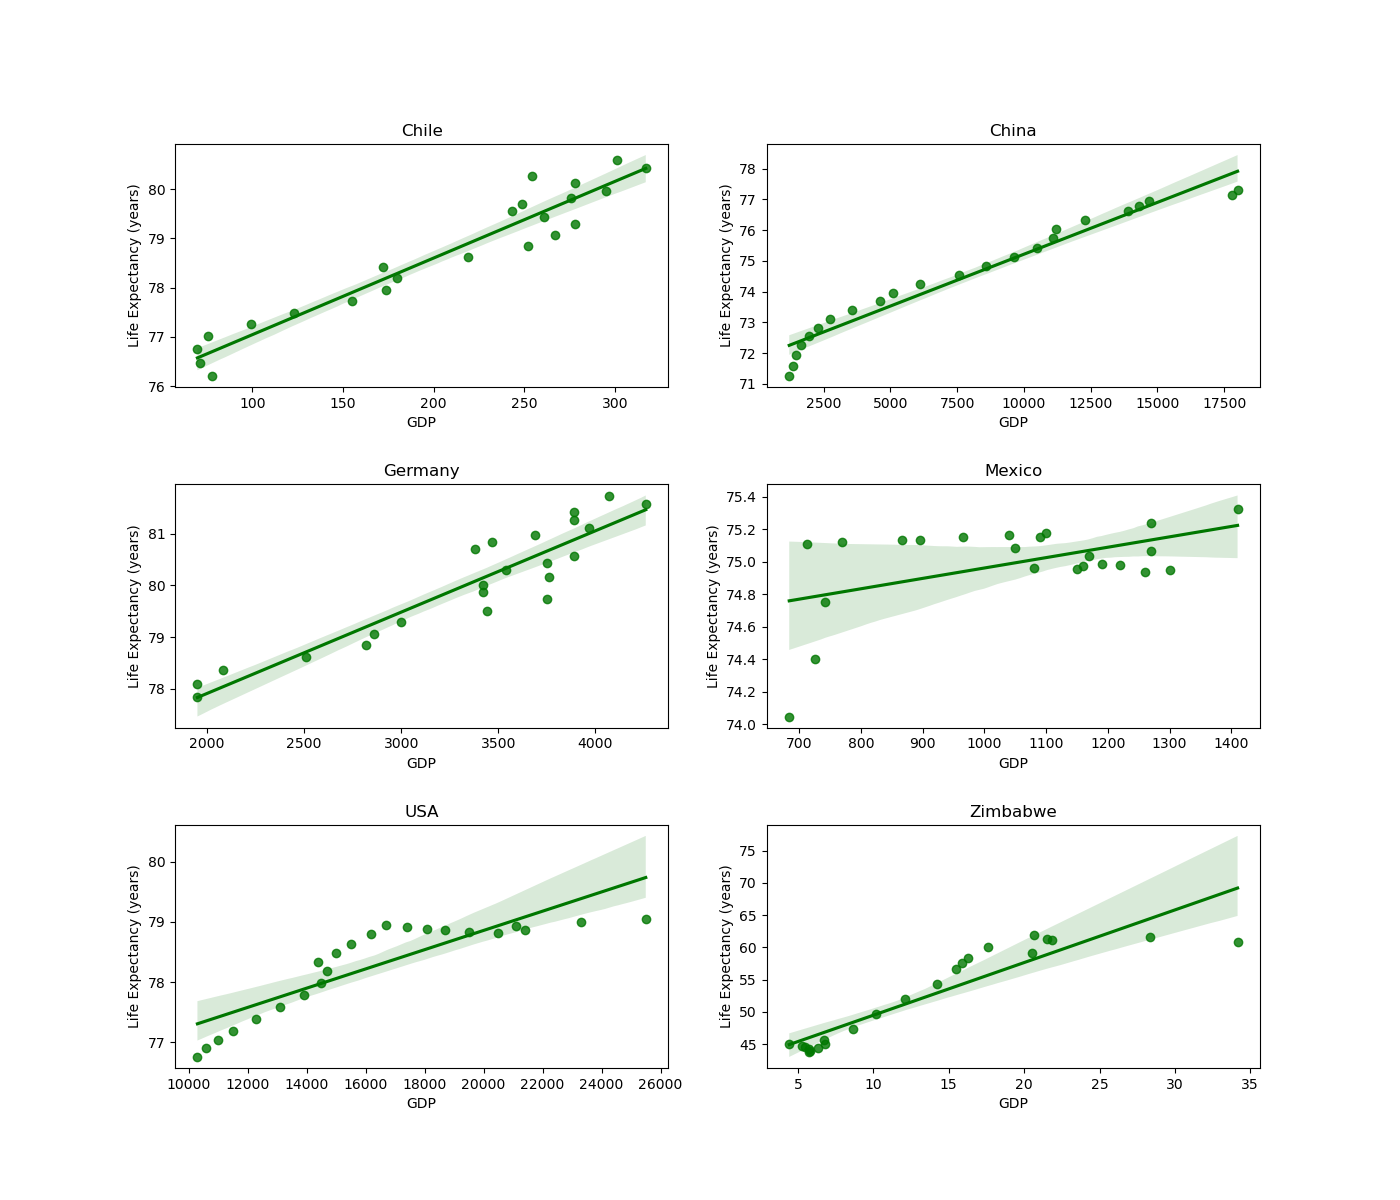 Chile
80
79
78
77
76
Life Expectancy (years)
100 150 200 250 300
GDP
China
78
77
76
75
74
73
72
71
Life Expectancy (years)
2500 5000 7500 10000 12500 15000 17500
GDP
Germany
81
80
79
78
Life Expectancy (years)
2000 2500 3000 3500 4000
GDP
Mexico
75.4
75.2
75.0
74.8
74.6
74.4
74.2
74.0
Life Expectancy (years)
700 800 900 1000 1100 1200 1300 1400
GDP
USA
80
79
78
77
Life Expectancy (years)
10000 12000 14000 16000 18000 20000 22000 24000 26000
GDP
Zimbabwe
75
70
65
60
55
50
45
Life Expectancy (years)
5 10 15 20 25 30 35
GDP